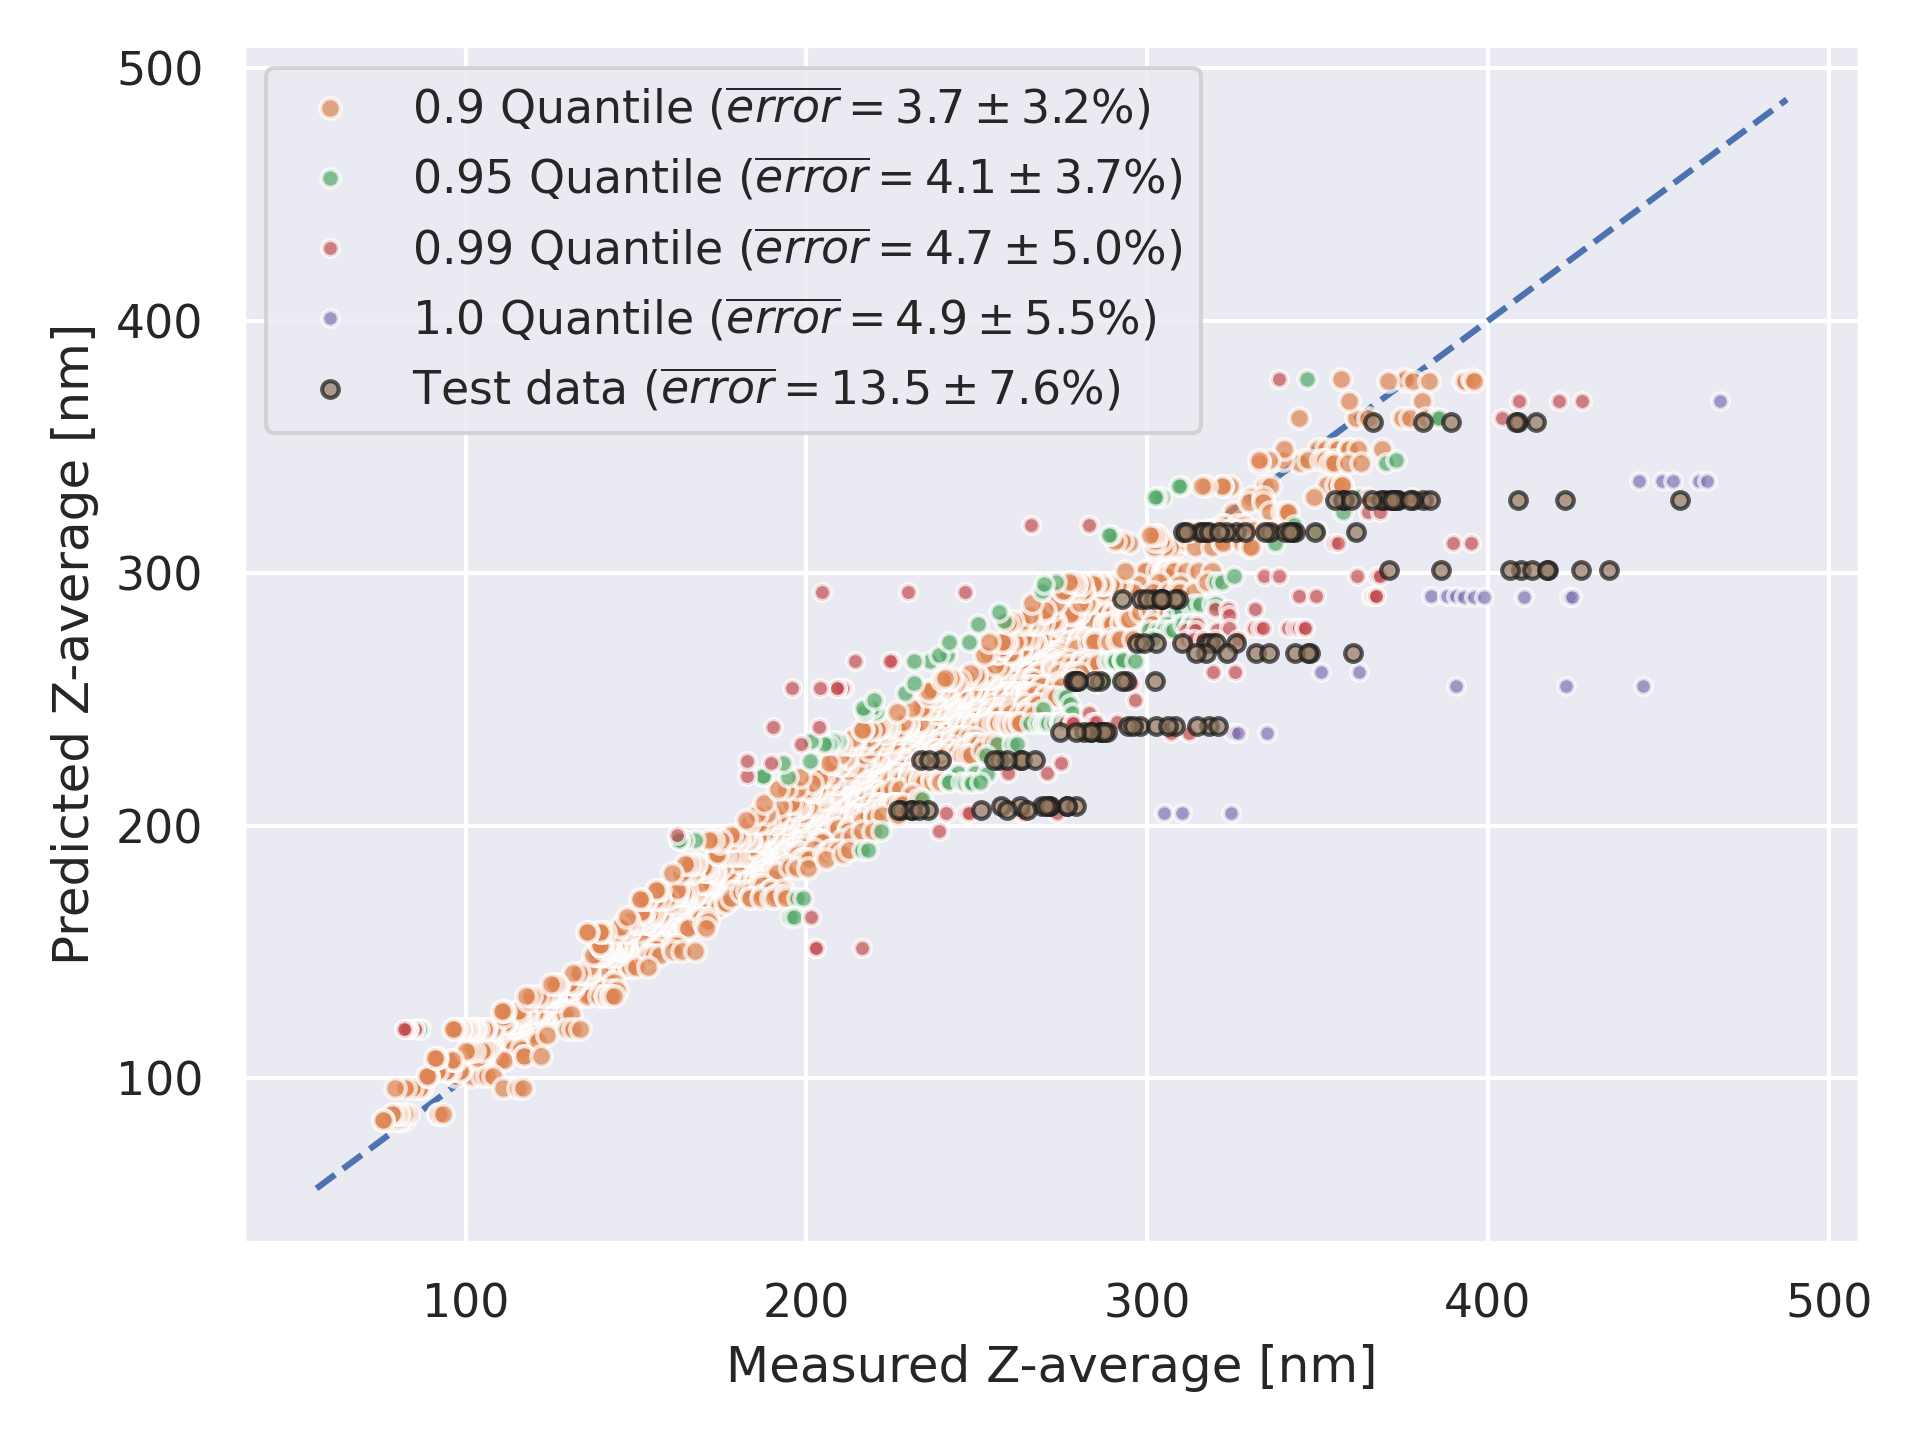 500
400
300
200
100
Predicted Z-average [nm]
0.9 Quantile (error = 3.7 ± 3.2%)
0.95 Quantile (error = 4.1 ± 3.7%)
0.99 Quantile (error = 4.7 ± 5.0%)
1.0 Quantile (error = 4.9 ± 5.5%)
Test data (error = 13.5 ± 7.6%)
100 200 300 400 500
Measured Z-average [nm]